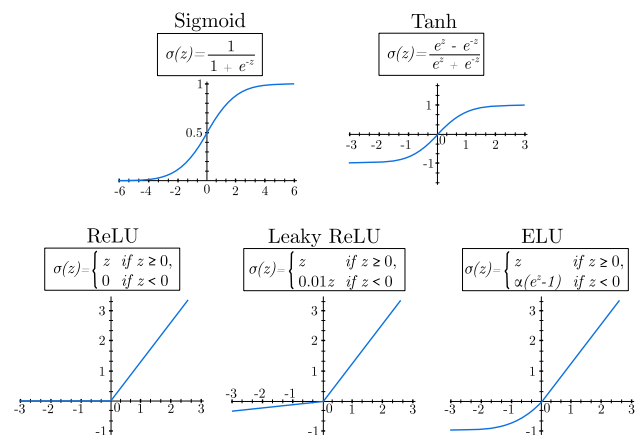 Sigmoid
σ(z)= 1 / (1 + e^-z)
1
0.5
-6 -4 -2 0 2 4 6
Tanh
σ(z)= (e^z - e^-z) / (e^z + e^-z)
1
-3 -2 -1 0 1 2 3
-1
ReLU
σ(z)={ z if z ≥ 0,
0 if z < 0
3
2
1
-3 -2 -1 0 1 2 3
-1
Leaky ReLU
σ(z)={ z if z ≥ 0,
0.01z if z < 0
3
2
1
-3 -2 -1 0 1 2 3
-1
ELU
σ(z)={ z if z ≥ 0,
α(e^z-1) if z < 0
3
2
1
-3 -2 -1 0 1 2 3
-1